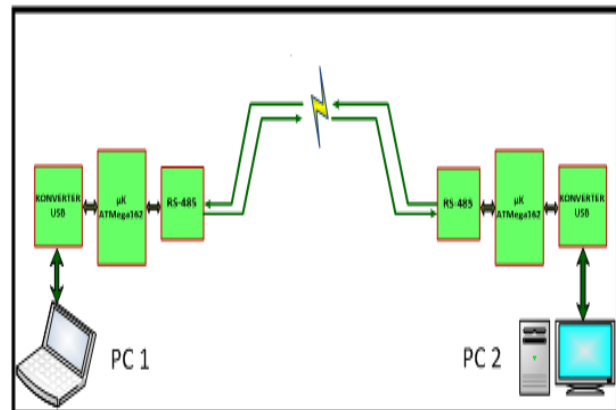 KONVERTER
USB
µK
ATMega162
RS-485
RS-485
µK
ATMega162
KONVERTER
USB
PC 1
PC 2